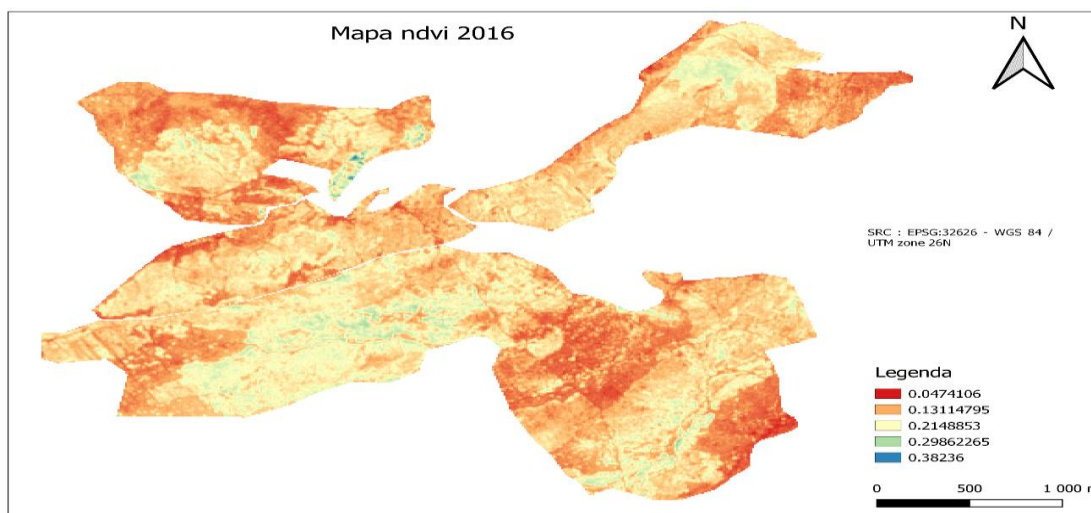 Mapa ndvi 2016
N
SRC : EPSG:32626 - WGS 84 /
UTM zone 26N
Legenda
0.0474106
0.13114795
0.2148853
0.29862265
0.38236
0 500 1 000 m